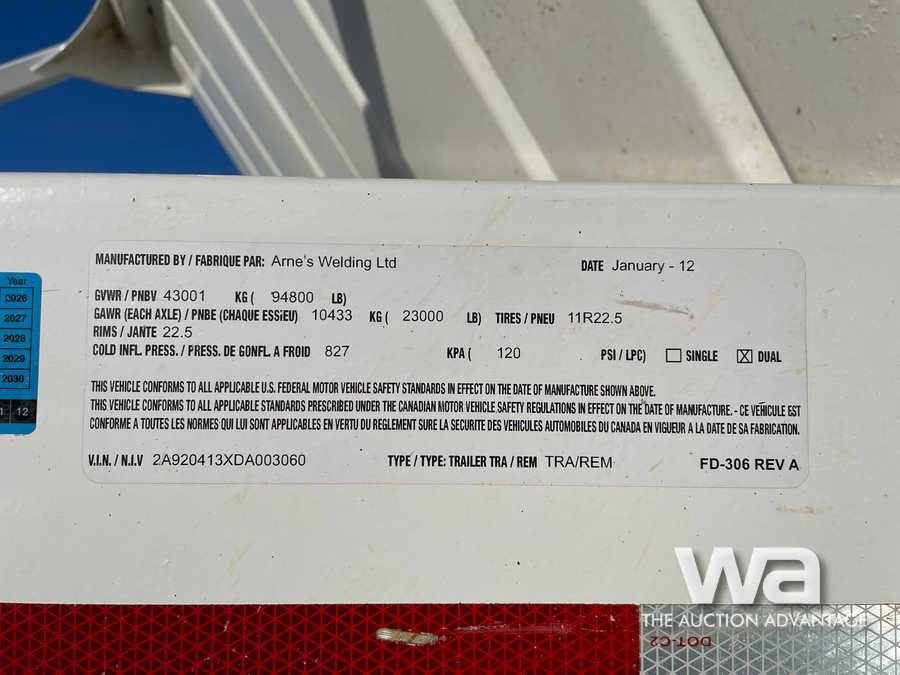 MANUFACTURED BY / FABRIQUE PAR: Arne's Welding Ltd DATE January - 12
GVWR / PNBV 43001 KG ( 94800 LB)
GAWR (EACH AXLE) / PNBE (CHAQUE ESSiEU) 10433 KG ( 23000 LB) TIRES / PNEU 11R22.5
RIMS / JANTE 22.5
COLD INFL. PRESS. / PRESS. DE GONFL. A FROID 827 KPA ( 120 PSI / LPC) SINGLE DUAL
THIS VEHICLE CONFORMS TO ALL APPLICABLE U.S. FEDERAL MOTOR VEHICLE SAFETY STANDARDS IN EFFECT ON THE DATE OF MANUFACTURE SHOWN ABOVE.
THIS VEHICLE CONFORMS TO ALL APPLICABLE STANDARDS PRESCRIBED UNDER THE CANADIAN MOTOR VEHICLE SAFETY REGULATIONS IN EFFECT ON THE DATE OF MANUFACTURE. - CE VÉHICULE EST
CONFORME A TOUTES LES NORMES QUI LUI SONT APPLICABLES EN VERTU DU REGLEMENT SURE LA SECURITE DES VEHICULES AUTOMOBILES DU CANADA EN VIGUEUR A LA DATE DE SA FABRICATION.
V.I.N. / N.I.V 2A920413XDA003060 TYPE / TYPE: TRAILER TRA / REM TRA/REM FD-306 REV A
Year
2026
2027
2028
2029
2030
12
wa
THE AUCTION ADVANTAGE
DOT-C2